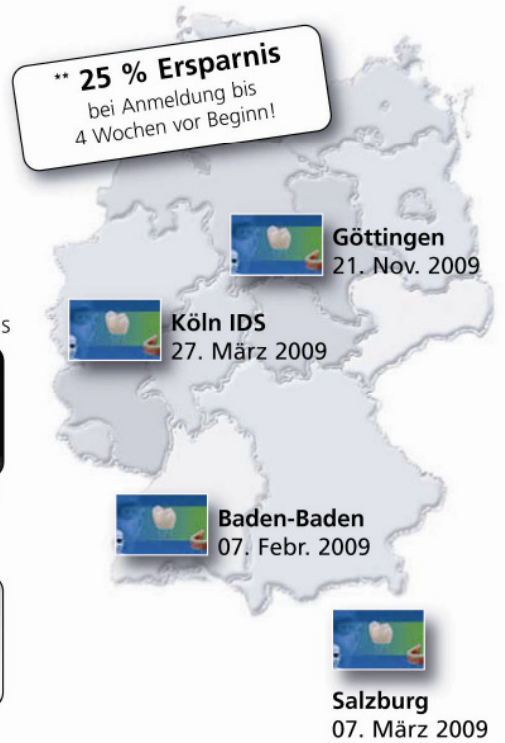 ** 25 % Ersparnis
bei Anmeldung bis
4 Wochen vor Beginn!
Göttingen
21. Nov. 2009
s
Köln IDS
27. März 2009
Baden-Baden
07. Febr. 2009
Salzburg
07. März 2009